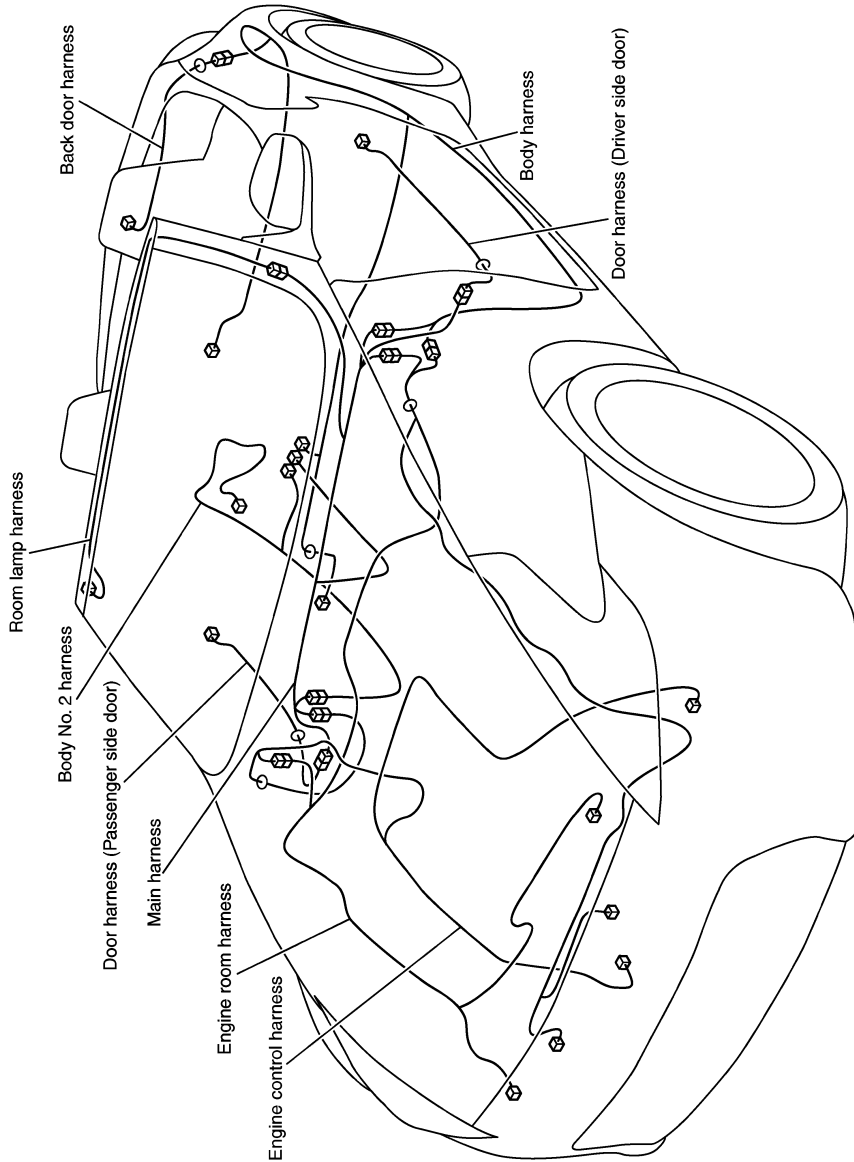 Back door harness
Body harness
Door harness (Driver side door)
Room lamp harness
Body No. 2 harness
Door harness (Passenger side door)
Main harness
Engine room harness
Engine control harness